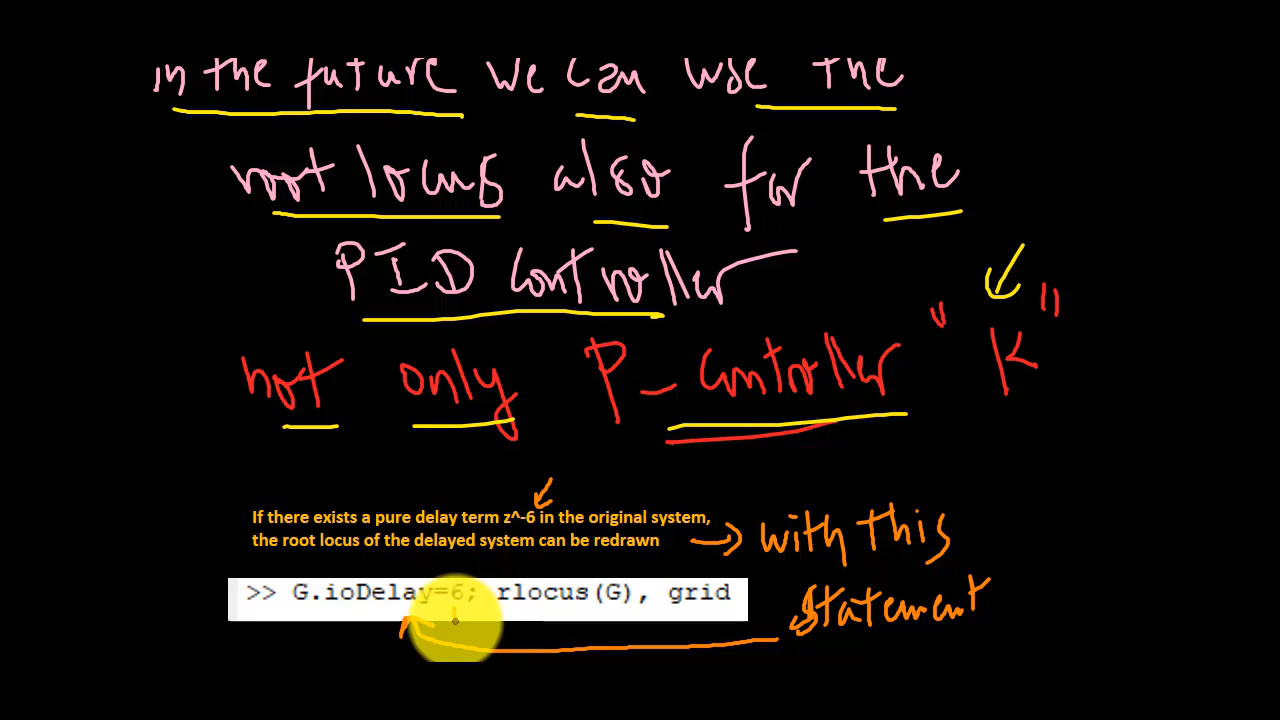 in the future we can use the
root locus also for the
PID Controller
not only P-Controller "K"
If there exists a pure delay term z^-6 in the original system,
the root locus of the delayed system can be redrawn
with this
>> G.ioDelay=6; rlocus(G), grid
statement